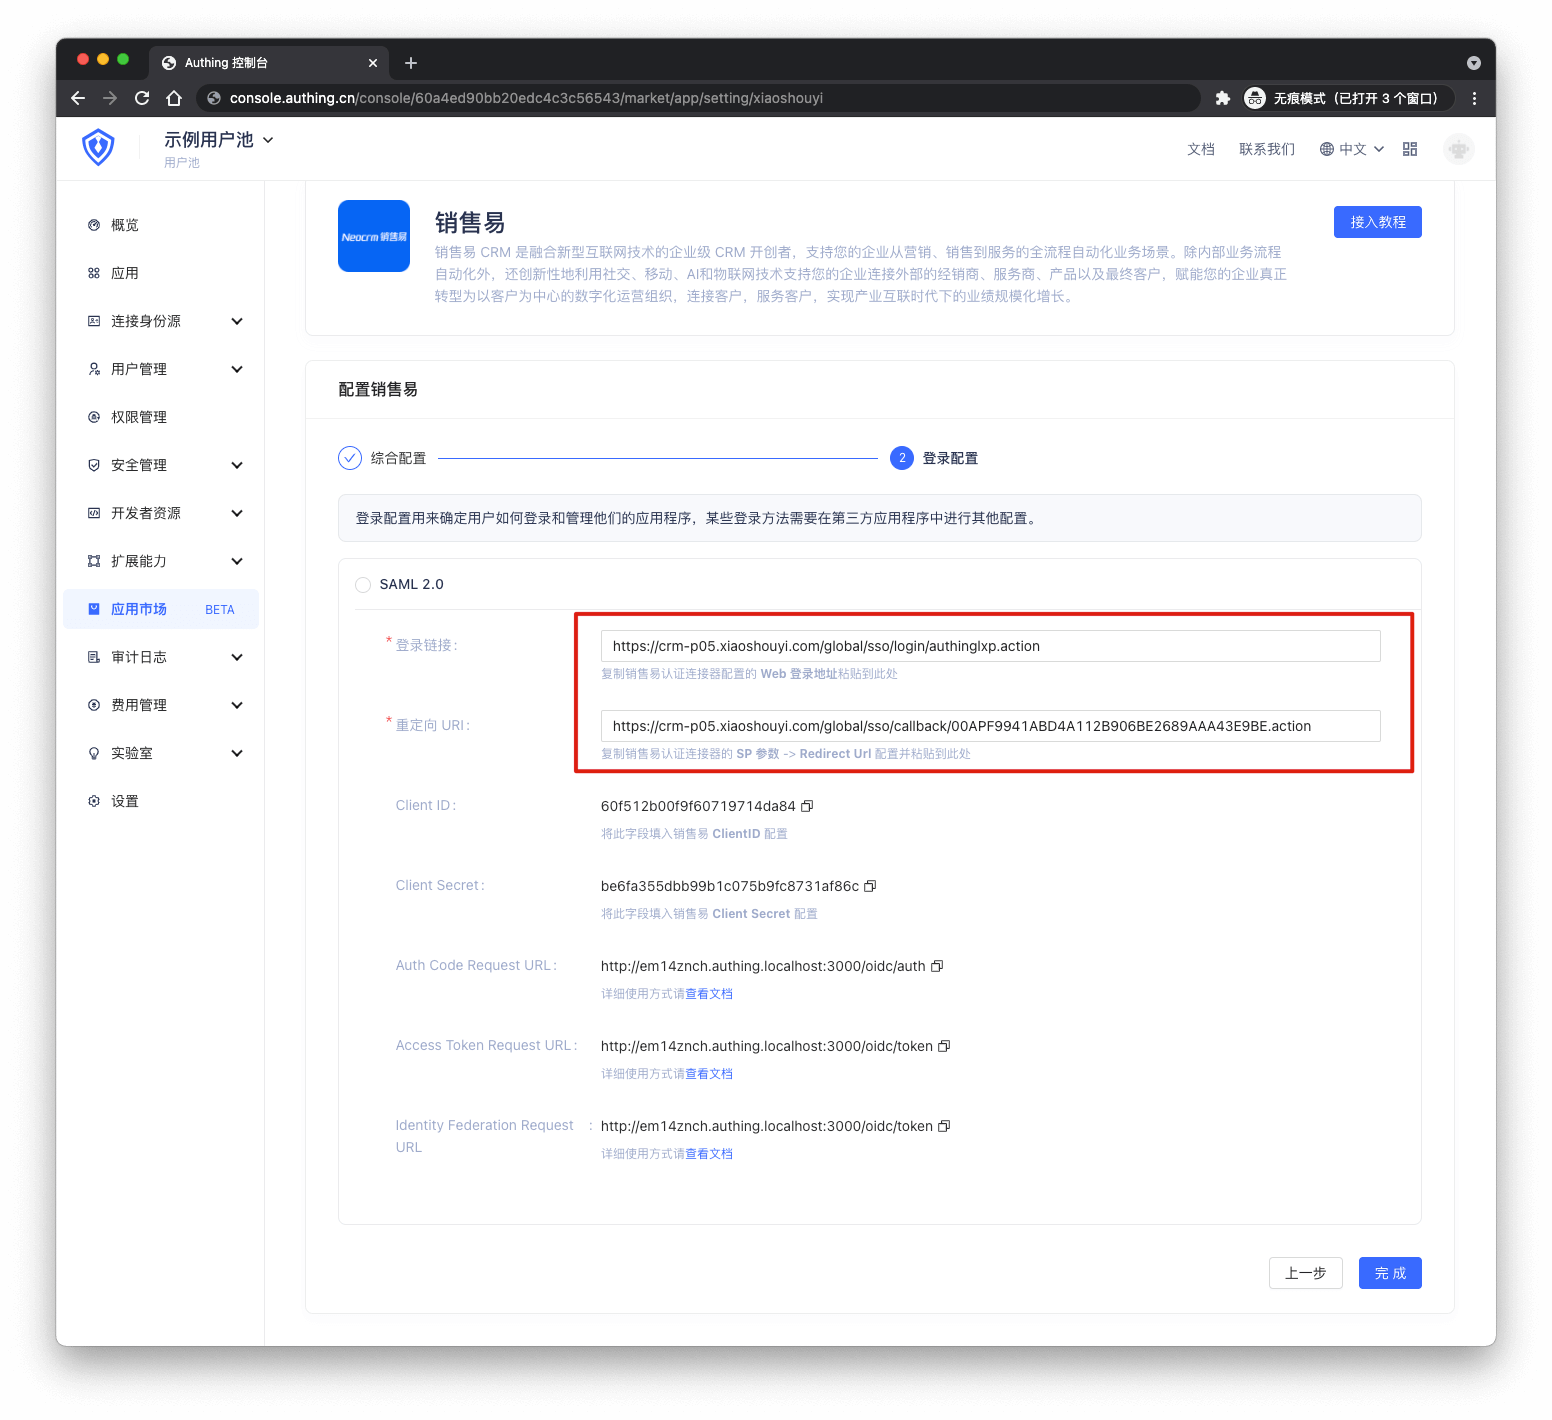 Authing 控制台
console.authing.cn/console/60a4ed90bb20edc4c3c56543/market/app/setting/xiaoshouyi
无痕模式（已打开 3 个窗口）
示例用户池
用户池
文档
联系我们
中文
概览
应用
连接身份源
用户管理
权限管理
安全管理
开发者资源
扩展能力
应用市场 BETA
审计日志
费用管理
实验室
设置
Neocrm 销售易
销售易
接入教程
销售易 CRM 是融合新型互联网技术的企业级 CRM 开创者，支持您的企业从营销、销售到服务的全流程自动化业务场景。除内部业务流程
自动化外，还创新性地利用社交、移动、AI和物联网技术支持您的企业连接外部的经销商、服务商、产品以及最终客户，赋能您的企业真正
转型为以客户为中心的数字化运营组织，连接客户，服务客户，实现产业互联时代下的业绩规模化增长。
配置销售易
综合配置
2 登录配置
登录配置用来确定用户如何登录和管理他们的应用程序，某些登录方法需要在第三方应用程序中进行其他配置。
SAML 2.0
* 登录链接：
https://crm-p05.xiaoshouyi.com/global/sso/login/authinglxp.action
复制销售易认证连接器配置的 Web 登录地址粘贴到此处
* 重定向 URI：
https://crm-p05.xiaoshouyi.com/global/sso/callback/00APF9941ABD4A112B906BE2689AAA43E9BE.action
复制销售易认证连接器的 SP 参数 -> Redirect Url 配置并粘贴到此处
Client ID：
60f512b00f9f60719714da84
将此字段填入销售易 ClientID 配置
Client Secret：
be6fa355dbb99b1c075b9fc8731af86c
将此字段填入销售易 Client Secret 配置
Auth Code Request URL：
http://em14znch.authing.localhost:3000/oidc/auth
详细使用方式请查看文档
Access Token Request URL：
http://em14znch.authing.localhost:3000/oidc/token
详细使用方式请查看文档
Identity Federation Request URL：
http://em14znch.authing.localhost:3000/oidc/token
详细使用方式请查看文档
上一步
完 成